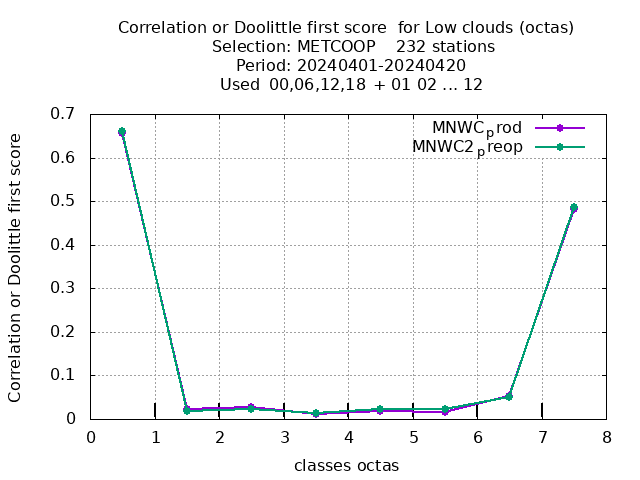 Correlation or Doolittle first score  for Low clouds (octas)
Selection: METCOOP    232 stations
Period: 20240401-20240420
Used  00,06,12,18  + 01 02 ... 12
Correlation or Doolittle first score
0.7
0.6
0.5
0.4
0.3
0.2
0.1
0
MNWCprod
MNWC2preop
0 1 2 3 4 5 6 7 8
classes octas